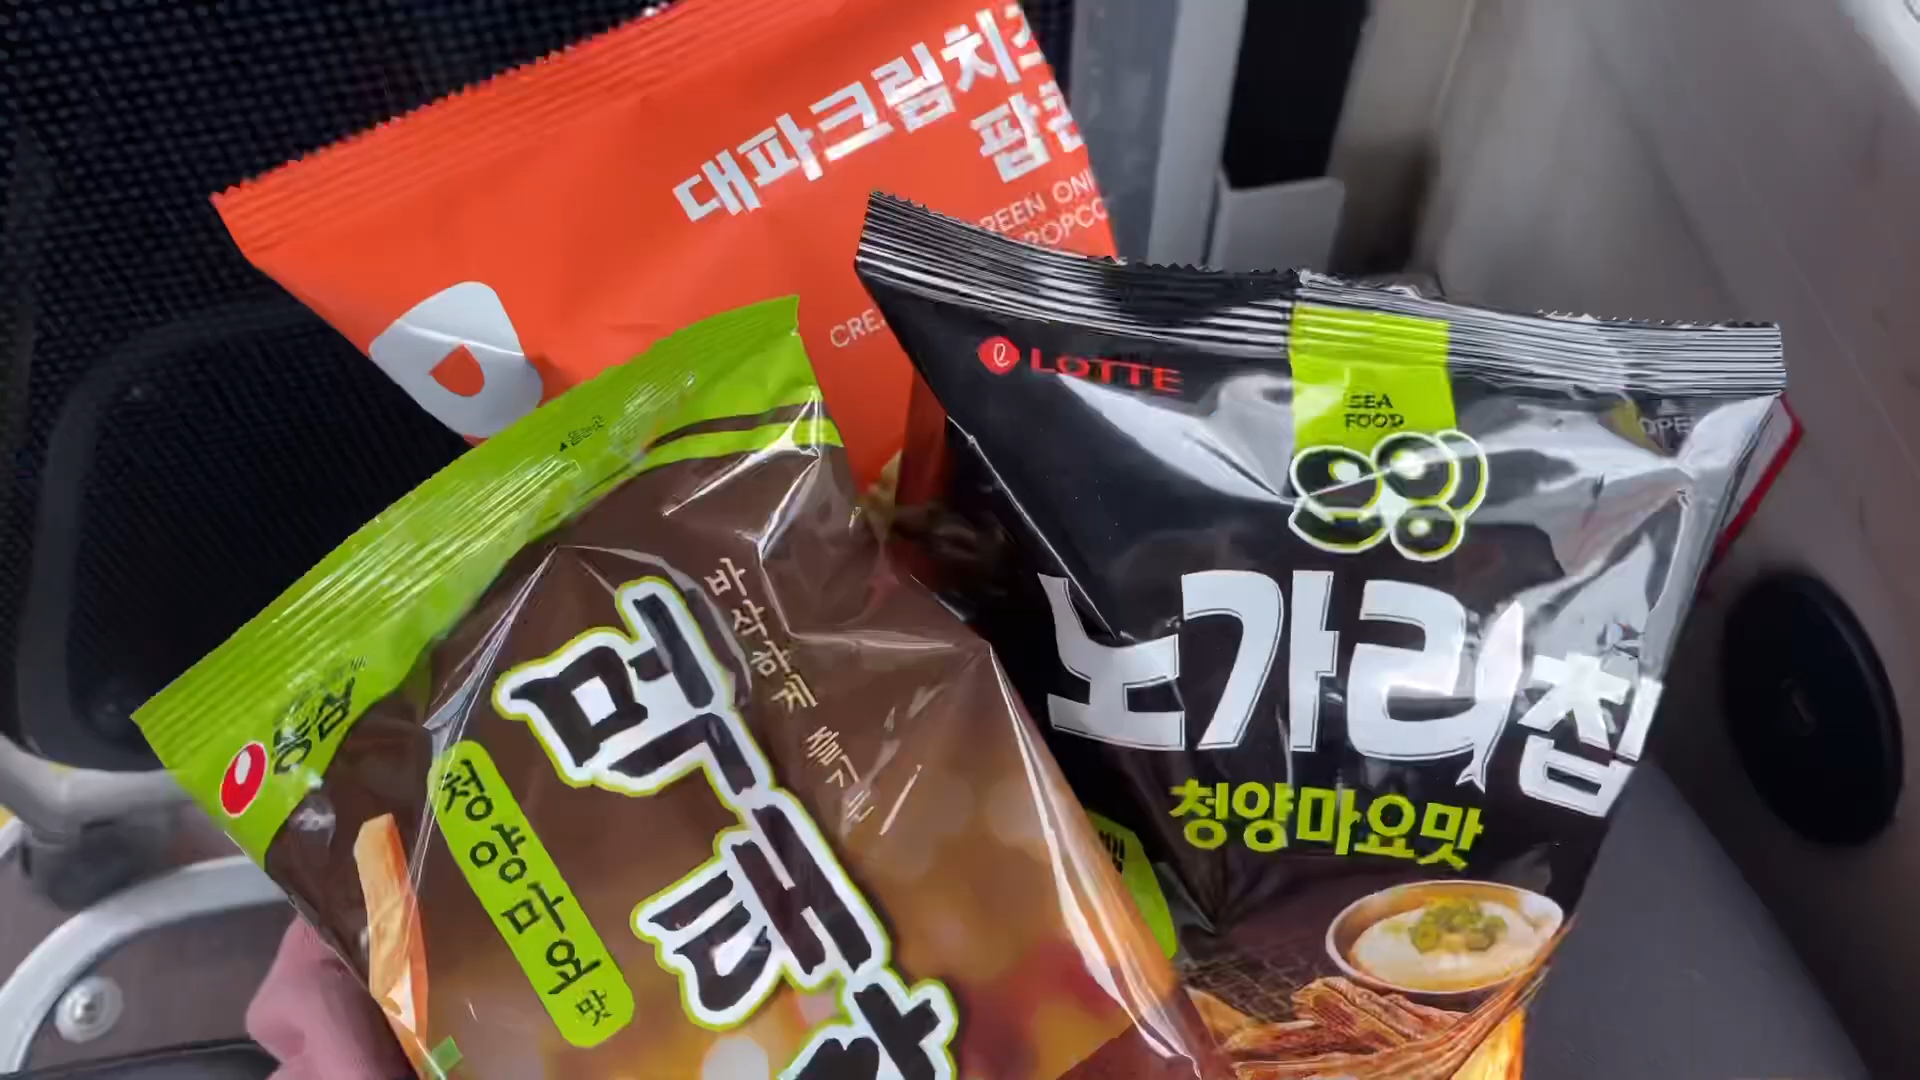 대파크림치즈
팝콘
REEN ONI
POPCO
CRE
LOTTE
SEA
FOOD
OPE
노가리칩
청양마요맛
농심
바삭하게 즐기는
먹태깡
청양마요맛